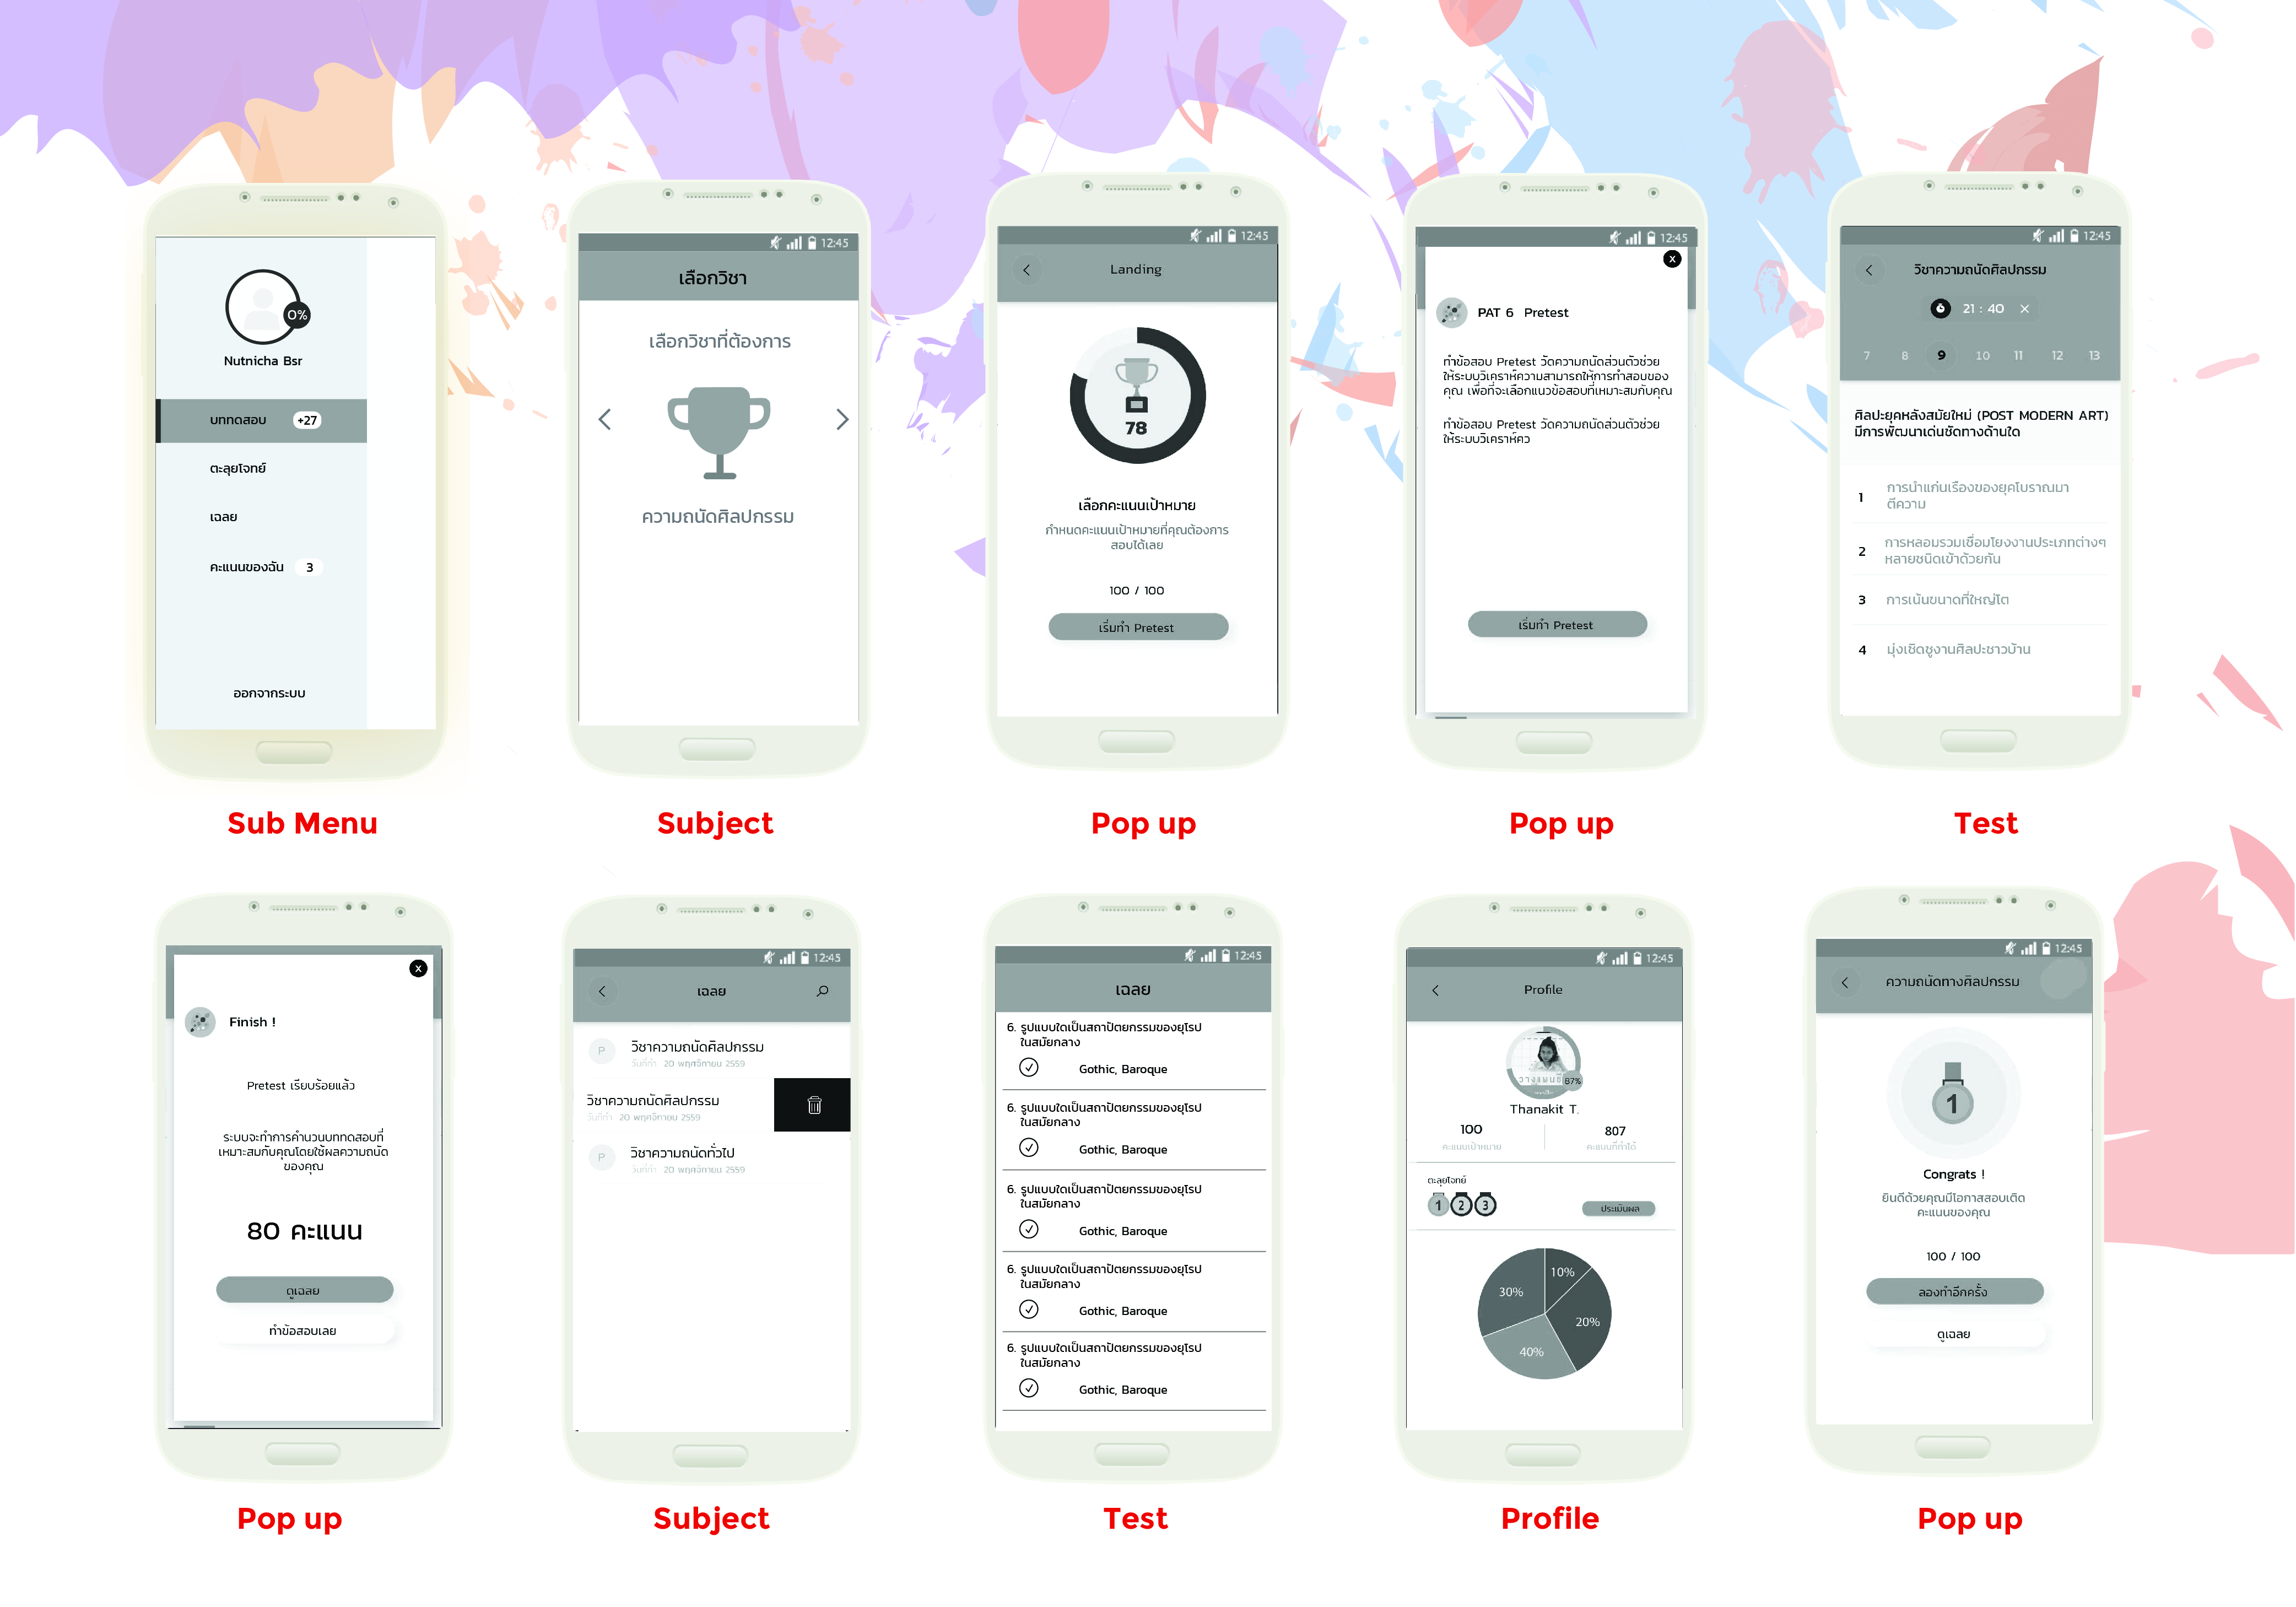 0%
Nutnicha Bsr
บททดสอบ +27
ตะลุยโจทย์
เฉลย
คะแนนของฉัน 3
ออกจากระบบ
Sub Menu
12:45
เลือกวิชา
เลือกวิชาที่ต้องการ
ความถนัดศิลปกรรม
Subject
12:45
Landing
78
เลือกคะแนนเป้าหมาย
กำหนดคะแนนเป้าหมายที่คุณต้องการ
สอบได้เลย
100 / 100
เริ่มทำ Pretest
Pop up
12:45
X
PAT 6 Pretest
ทำข้อสอบ Pretest วัดความถนัดส่วนตัวช่วย
ให้ระบบวิเคราะห์ความสามารถให้การทำสอบของ
คุณ เพื่อที่จะเลือกแนวข้อสอบที่เหมาะสมกับคุณ
ทำข้อสอบ Pretest วัดความถนัดส่วนตัวช่วย
ให้ระบบวิเคราะห์คว
เริ่มทำ Pretest
Pop up
12:45
วิชาความถนัดศิลปกรรม
21 : 40 ×
7 8 9 10 11 12 13
ศิลปะยุคหลังสมัยใหม่ (POST MODERN ART)
มีการพัฒนาเด่นชัดทางด้านใด
1 การนำแก่นเรื่องของยุคโบราณมา
ตีความ
2 การหลอมรวมเชื่อมโยงงานประเภทต่างๆ
หลายชนิดเข้าด้วยกัน
3 การเน้นขนาดที่ใหญ่โต
4 มุ่งเชิดชูงานศิลปะชาวบ้าน
Test
X
Finish !
Pretest เรียบร้อยแล้ว
ระบบจะทำการคำนวนบททดสอบที่
เหมาะสมกับคุณโดยใช้ผลความถนัด
ของคุณ
80 คะแนน
ดูเฉลย
ทำข้อสอบเลย
Pop up
12:45
เฉลย
P วิชาความถนัดศิลปกรรม
วันที่ทำ 20 พฤศจิกายน 2559
วิชาความถนัดศิลปกรรม
วันที่ทำ 20 พฤศจิกายน 2559
P วิชาความถนัดทั่วไป
วันที่ทำ 20 พฤศจิกายน 2559
Subject
12:45
เฉลย
6. รูปแบบใดเป็นสถาปัตยกรรมของยุโรป
ในสมัยกลาง
Gothic, Baroque
6. รูปแบบใดเป็นสถาปัตยกรรมของยุโรป
ในสมัยกลาง
Gothic, Baroque
6. รูปแบบใดเป็นสถาปัตยกรรมของยุโรป
ในสมัยกลาง
Gothic, Baroque
6. รูปแบบใดเป็นสถาปัตยกรรมของยุโรป
ในสมัยกลาง
Gothic, Baroque
6. รูปแบบใดเป็นสถาปัตยกรรมของยุโรป
ในสมัยกลาง
Gothic, Baroque
Test
12:45
Profile
87%
Thanakit T.
100 807
คะแนนเป้าหมาย คะแนนที่ทำได้
ตะลุยโจทย์
1 2 3
ประเมินผล
10%
30%
20%
40%
Profile
12:45
ความถนัดทางศิลปกรรม
1
Congrats !
ยินดีด้วยคุณมีโอกาสสอบเติด
คะแนนของคุณ
100 / 100
ลองทำอีกครั้ง
ดูเฉลย
Pop up